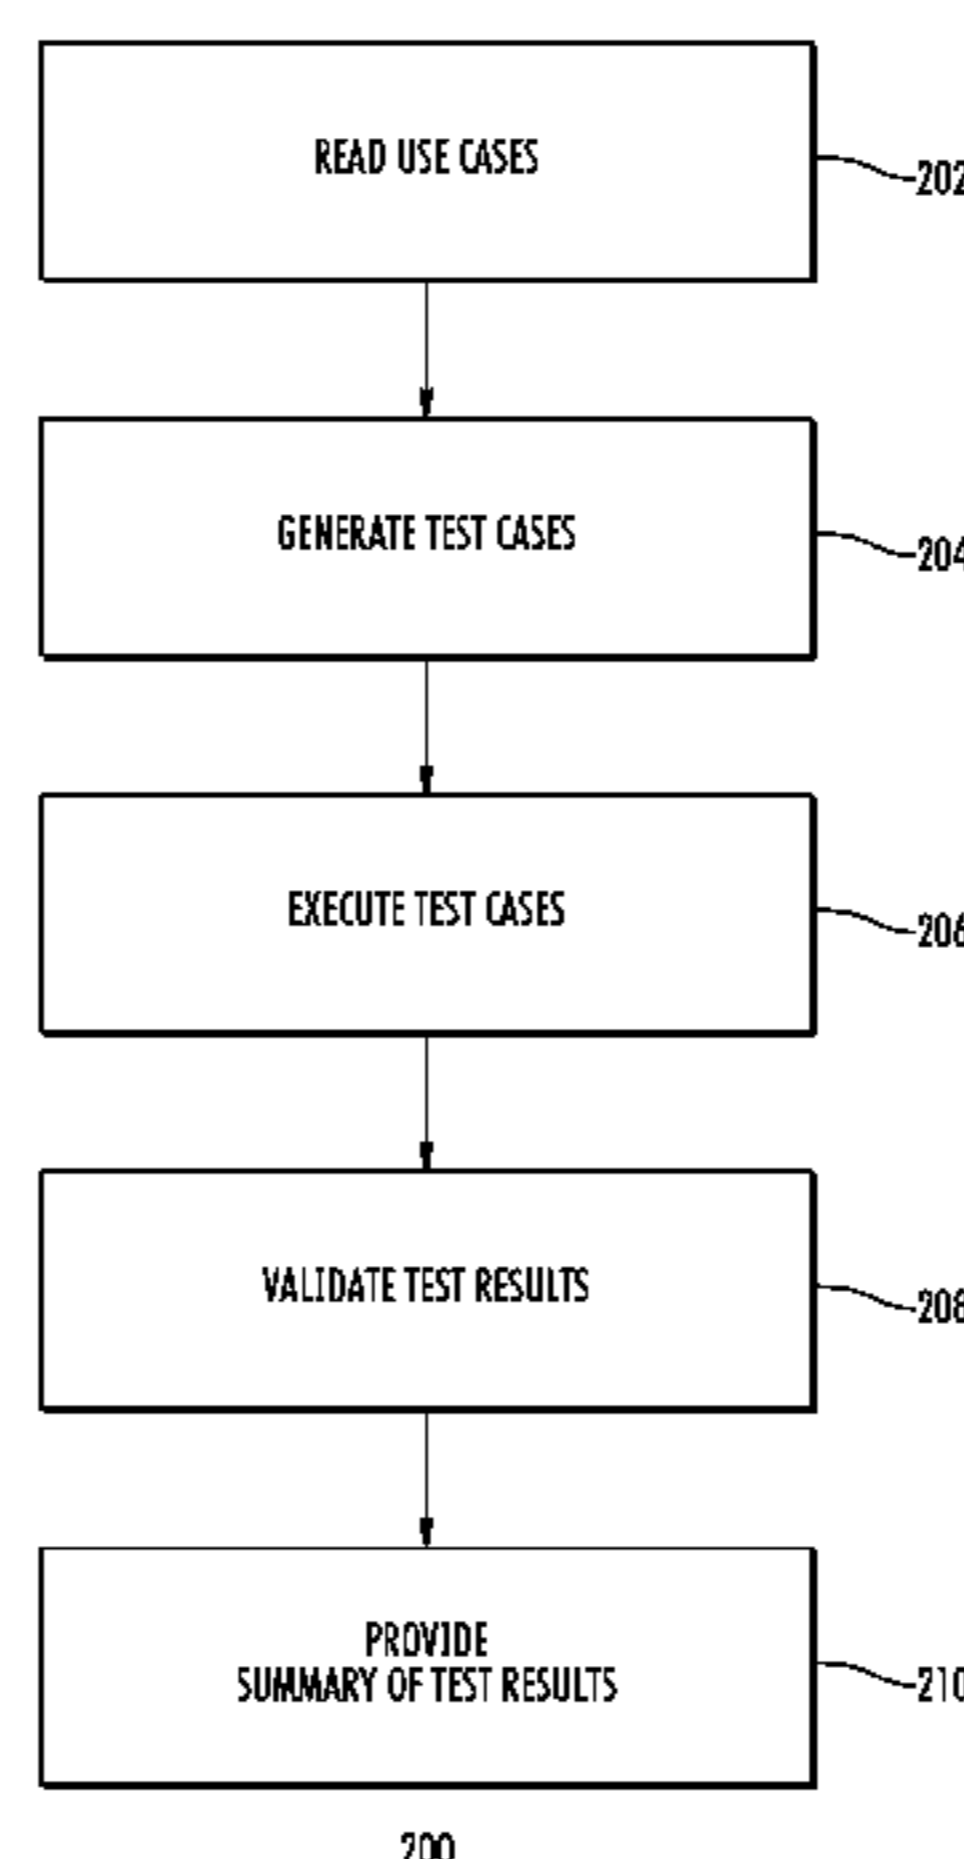 READ USE CASES
202
GENERATE TEST CASES
204
EXECUTE TEST CASES
206
VALIDATE TEST RESULTS
208
PROVIDE
SUMMARY OF TEST RESULTS
210
200